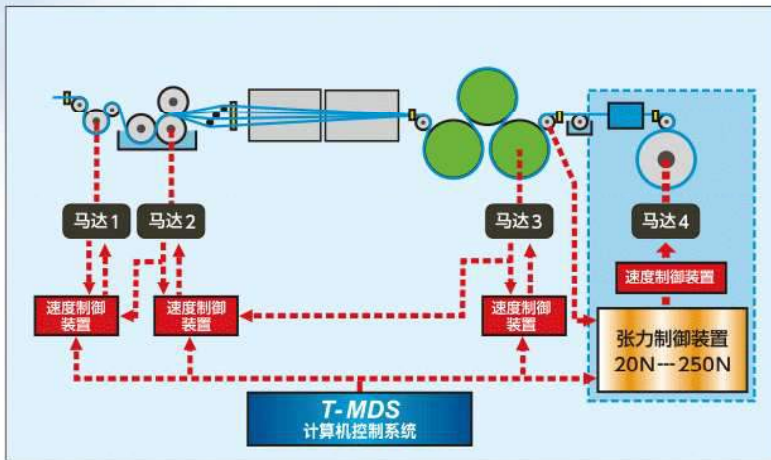 马达1
马达2
马达3
马达4
速度制御
装置
速度制御
装置
速度制御
装置
速度制御装置
张力制御装置
20N---250N
T-MDS
计算机控制系统